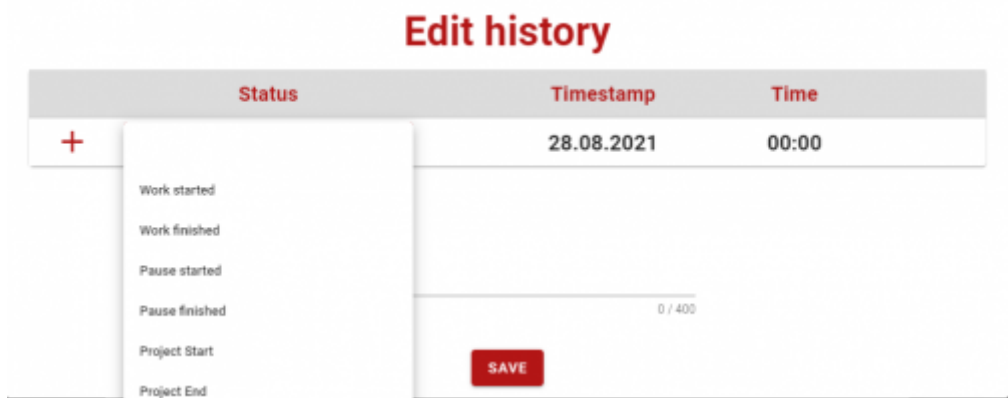 Edit history
Status Timestamp Time
+ 28.08.2021 00:00
Work started
Work finished
Pause started
Pause finished
0 / 400
Project Start
SAVE
Project End